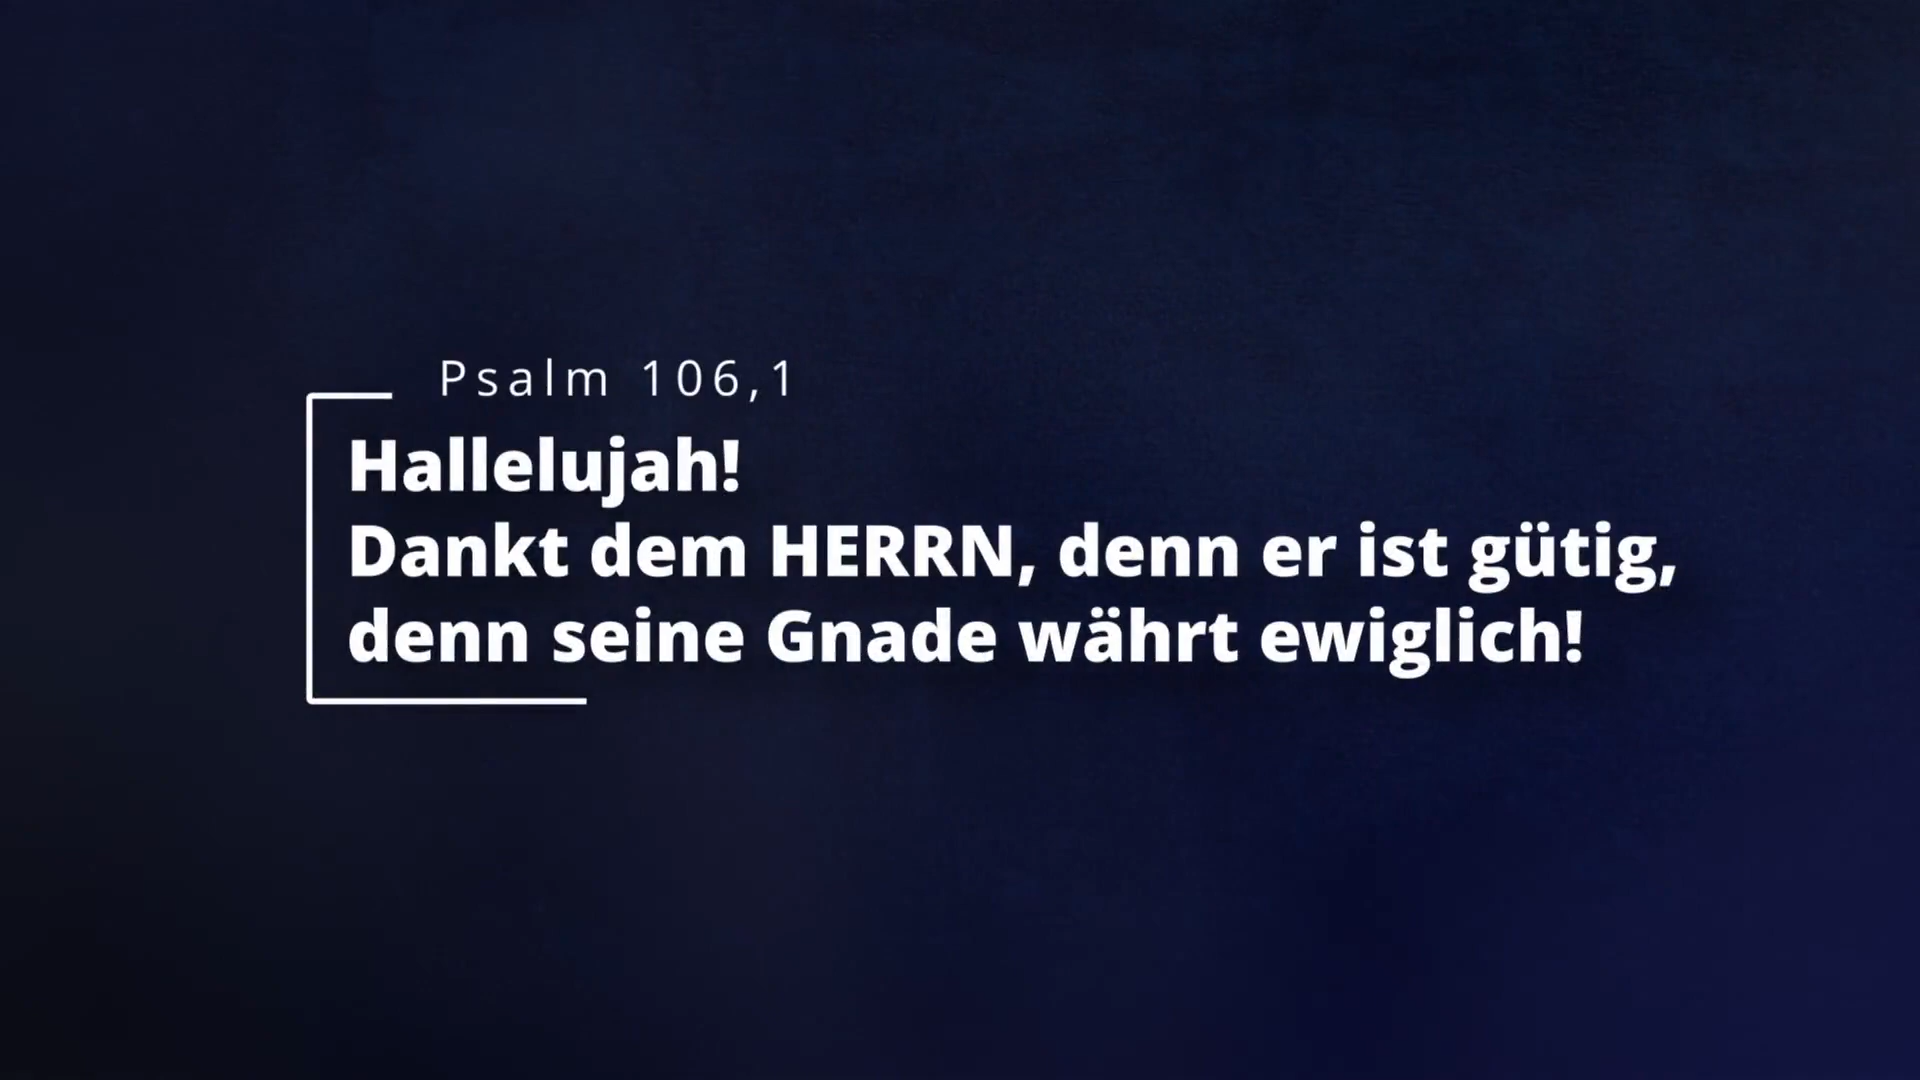 Psalm 106,1
Hallelujah!
Dankt dem HERRN, denn er ist gütig,
denn seine Gnade währt ewiglich!